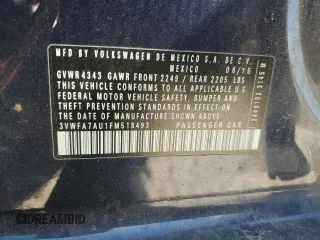 MFD. BY VOLKSWAGEN DE MEXICO S.A. DE C.V.
MEXICO 06/15
GVWR 4343 GAWR FRONT 2249 / REAR 2205 LBS
THIS VEHICLE CONFORMS TO ALL APPLICABLE
FEDERAL MOTOR VEHICLE SAFETY, BUMPER AND
THEFT PREVENTION STANDARDS IN EFFECT ON
THE DATE OF MANUFACTURE SHOWN ABOVE.
3VWFA7AU1FM518493 PASSENGER CAR
DREAMBID